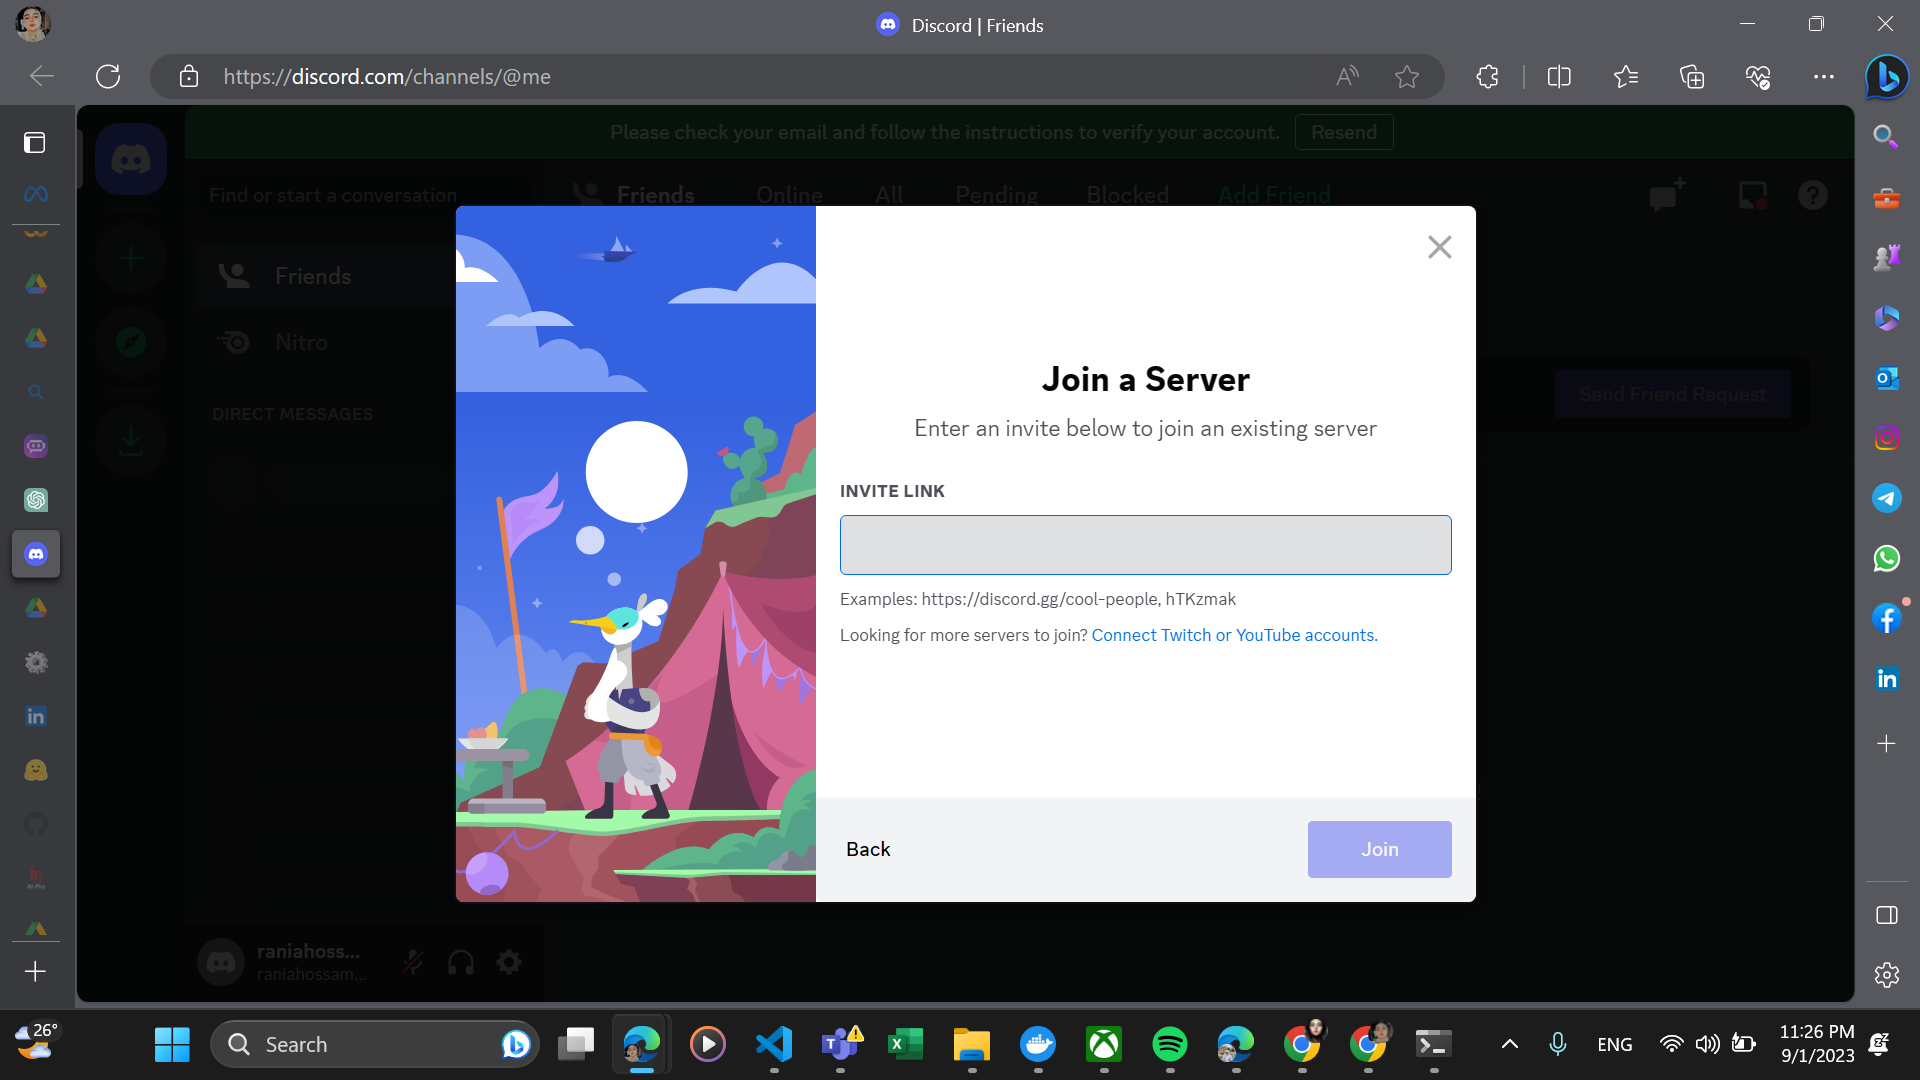 Discord | Friends
https://discord.com/channels/@me
Please check your email and follow the instructions to verify your account.
Resend
Find or start a conversation
Friends
Online
All
Pending
Blocked
Add Friend
Friends
Nitro
DIRECT MESSAGES
Send Friend Request
Join a Server
Enter an invite below to join an existing server
INVITE LINK
Examples: https://discord.gg/cool-people, hTKzmak
Looking for more servers to join? Connect Twitch or YouTube accounts.
Back
Join
raniahoss...
raniahossam...
26°
Search
ENG
11:26 PM
9/1/2023